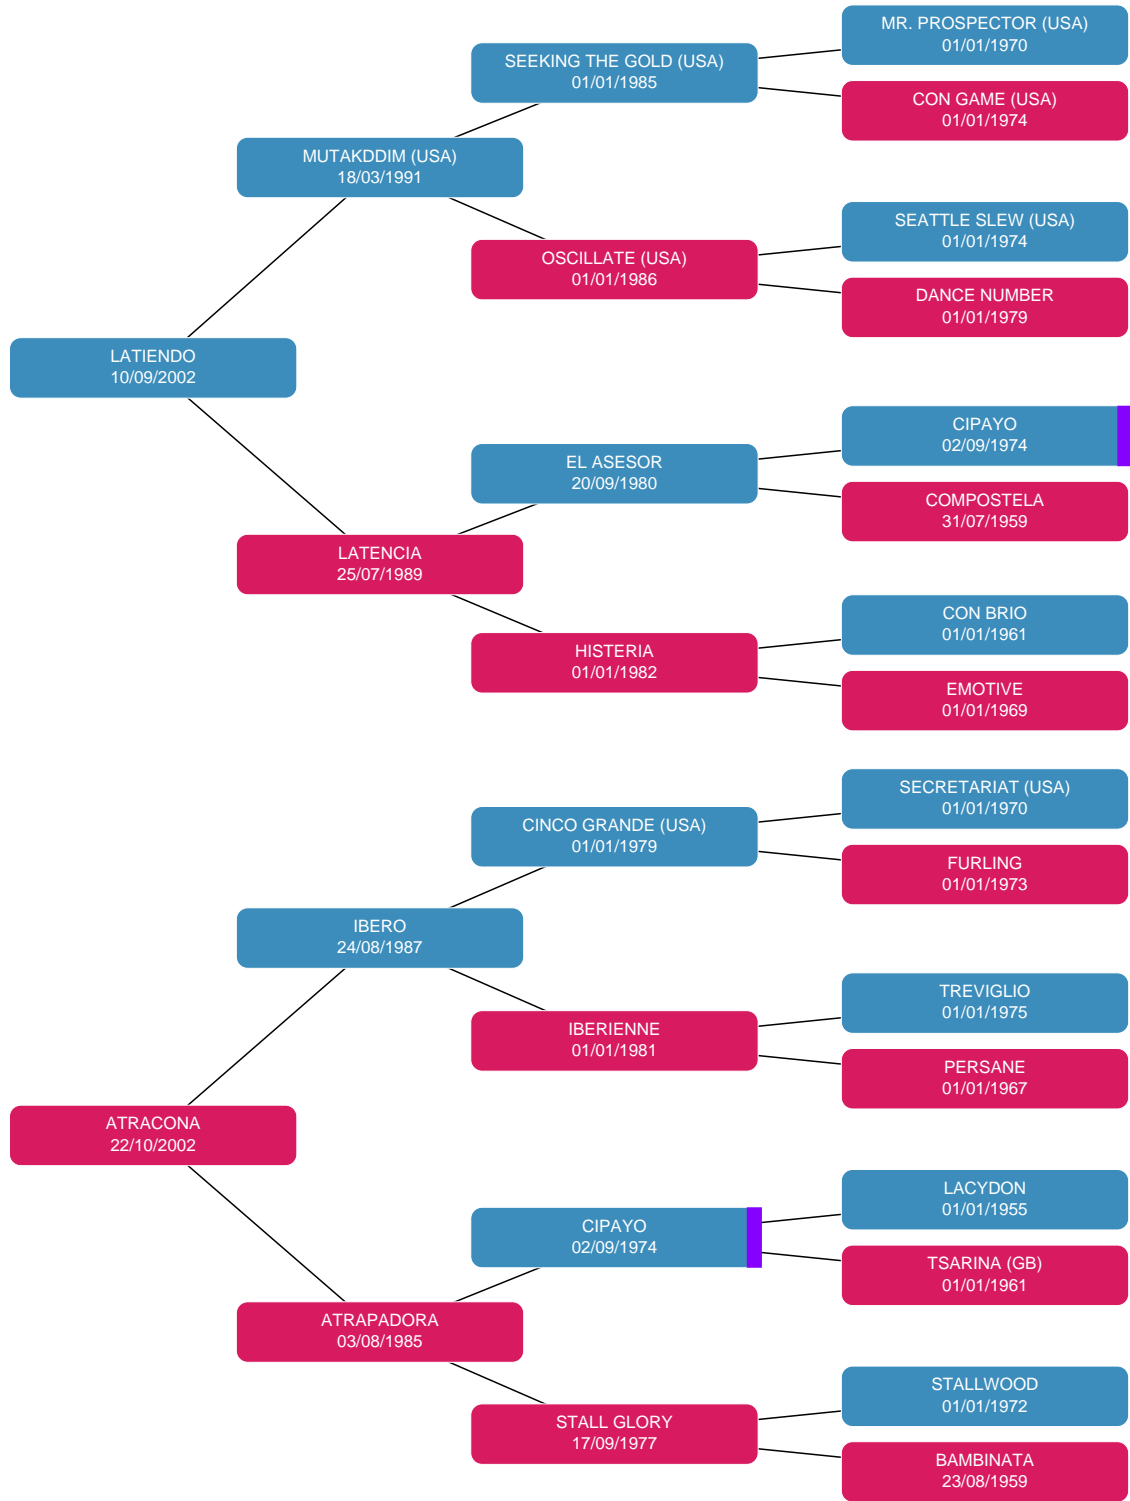 MR. PROSPECTOR (USA)
01/01/1970
SEEKING THE GOLD (USA)
01/01/1985
CON GAME (USA)
01/01/1974
MUTAKDDIM (USA)
18/03/1991
SEATTLE SLEW (USA)
01/01/1974
OSCILLATE (USA)
01/01/1986
DANCE NUMBER
01/01/1979
LATIENDO
10/09/2002
CIPAYO
02/09/1974
EL ASESOR
20/09/1980
COMPOSTELA
31/07/1959
LATENCIA
25/07/1989
CON BRIO
01/01/1961
HISTERIA
01/01/1982
EMOTIVE
01/01/1969
SECRETARIAT (USA)
01/01/1970
CINCO GRANDE (USA)
01/01/1979
FURLING
01/01/1973
IBERO
24/08/1987
TREVIGLIO
01/01/1975
IBERIENNE
01/01/1981
PERSANE
01/01/1967
ATRACONA
22/10/2002
LACYDON
01/01/1955
CIPAYO
02/09/1974
TSARINA (GB)
01/01/1961
ATRAPADORA
03/08/1985
STALLWOOD
01/01/1972
STALL GLORY
17/09/1977
BAMBINATA
23/08/1959